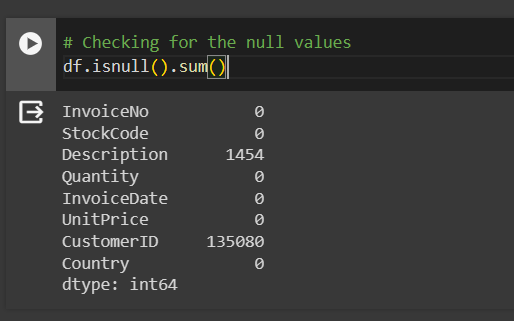 # Checking for the null values
df.isnull().sum()
InvoiceNo 0
StockCode 0
Description 1454
Quantity 0
InvoiceDate 0
UnitPrice 0
CustomerID 135080
Country 0
dtype: int64